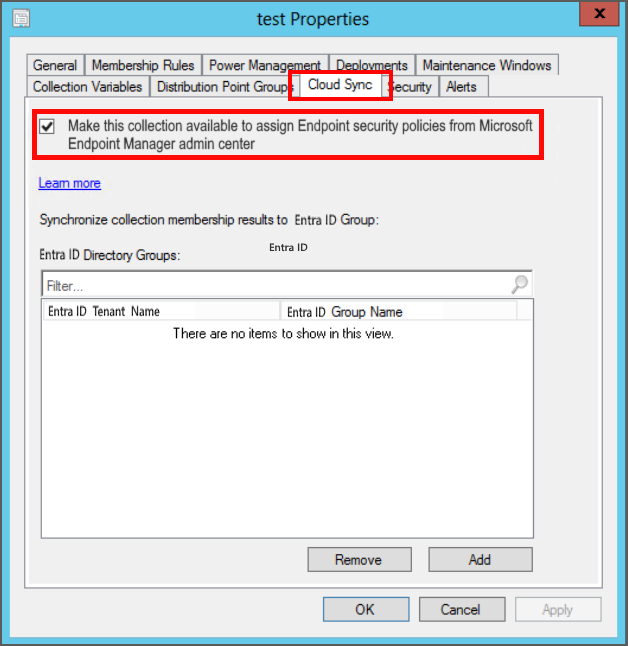 test Properties
x
General Membership Rules Power Management Deployments Maintenance Windows
Collection Variables Distribution Point Groups Cloud Sync Security Alerts
Make this collection available to assign Endpoint security policies from Microsoft
Endpoint Manager admin center
Learn more
Synchronize collection membership results to Entra ID Group:
Entra ID
Entra ID Directory Groups:
Filter...
Entra ID Tenant Name Entra ID Group Name
There are no items to show in this view.
Remove Add
OK Cancel Apply